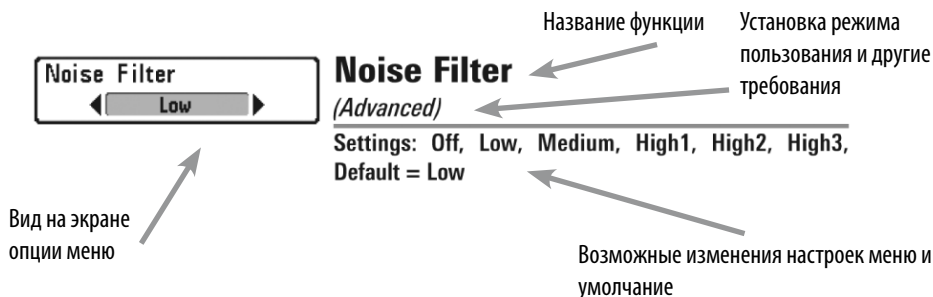 Название функции
Установка режима
пользования и другие
требования
Noise Filter
Low
Noise Filter
(Advanced)
Settings: Off, Low, Medium, High1, High2, High3,
Default = Low
Вид на экране
опции меню
Возможные изменения настроек меню и
умолчание